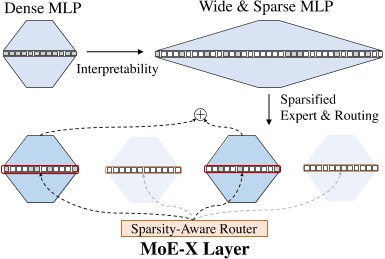 Dense MLP
Wide & Sparse MLP
Interpretability
Sparsified
Expert & Routing
Sparsity-Aware Router
MoE-X Layer